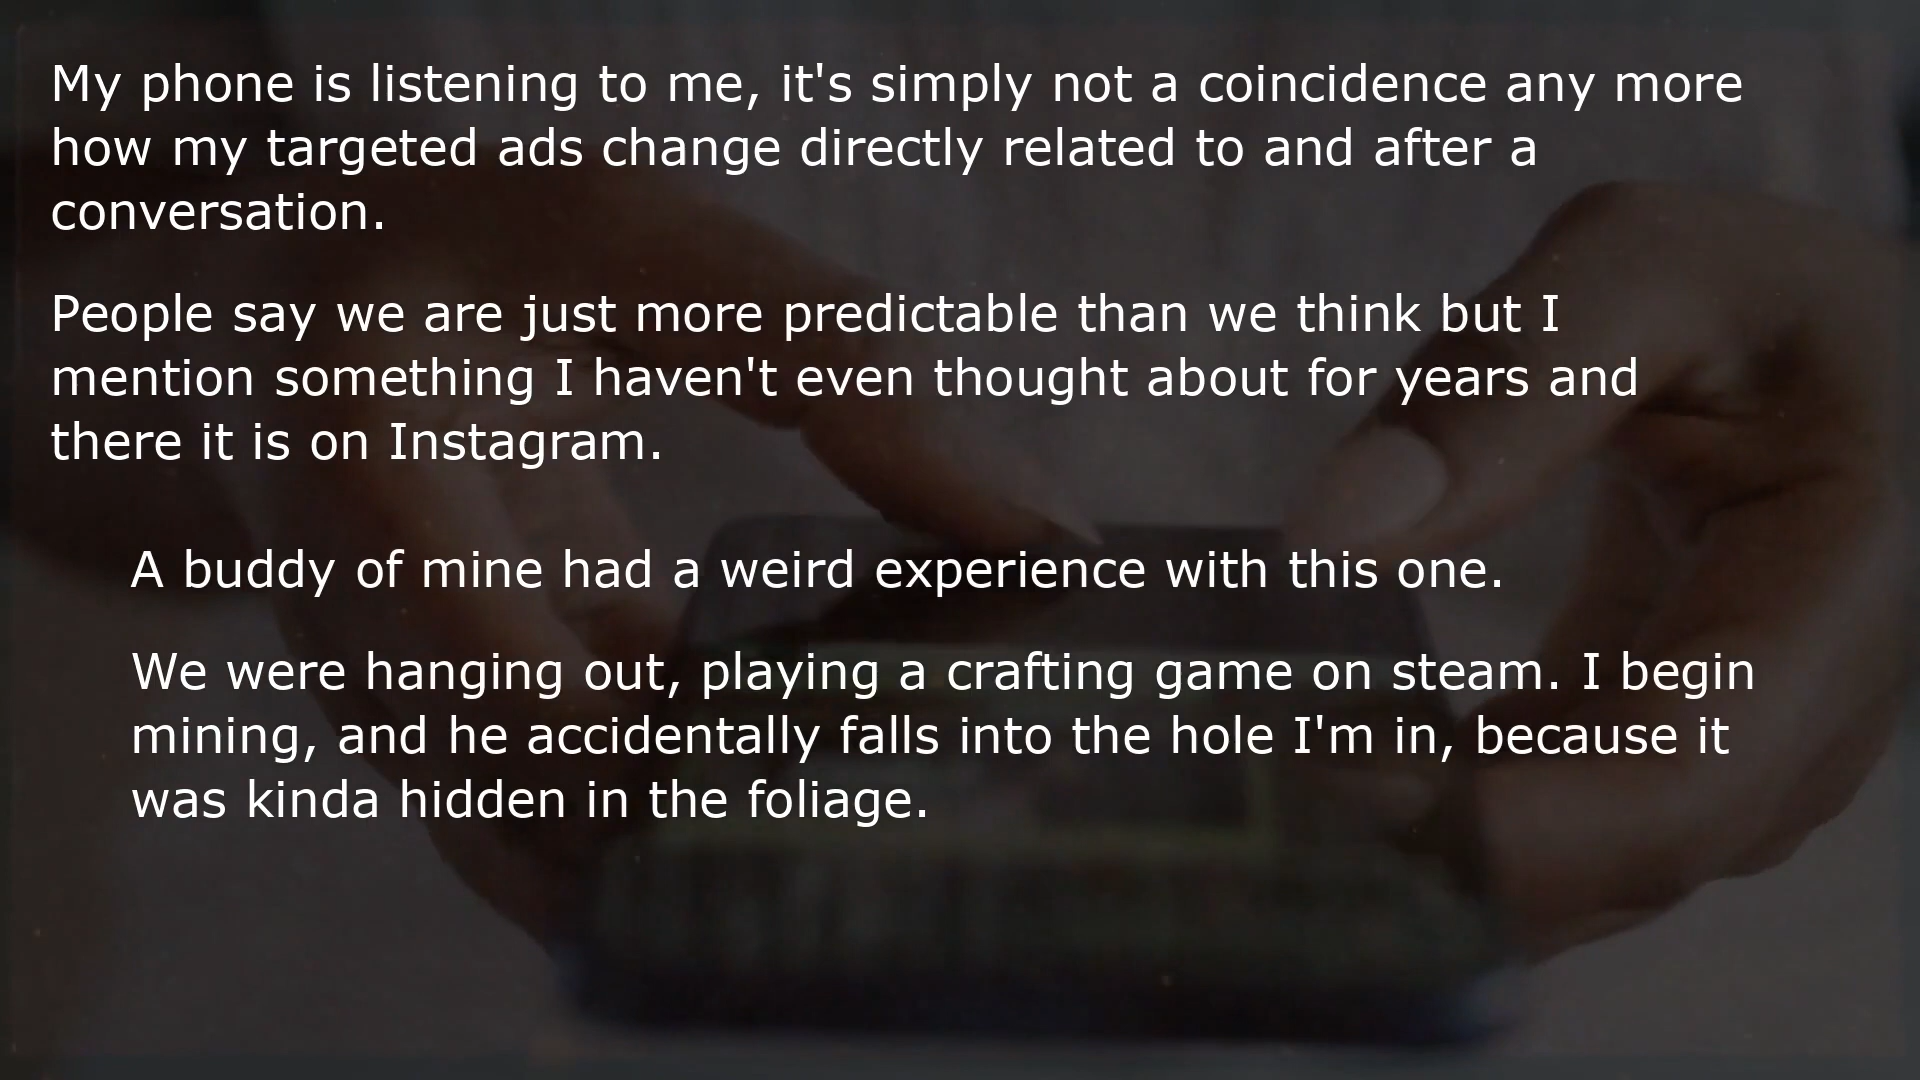 My phone is listening to me, it's simply not a coincidence any more
how my targeted ads change directly related to and after a
conversation.
People say we are just more predictable than we think but I
mention something I haven't even thought about for years and
there it is on Instagram.
A buddy of mine had a weird experience with this one.
We were hanging out, playing a crafting game on steam. I begin
mining, and he accidentally falls into the hole I'm in, because it
was kinda hidden in the foliage.